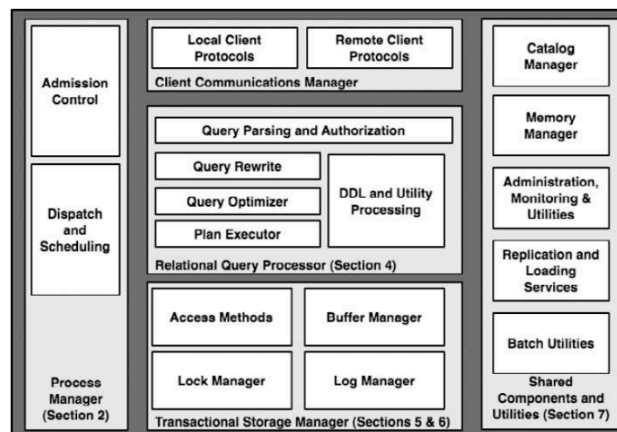 Admission
Control
Dispatch
and
Scheduling
Process
Manager
(Section 2)
Local Client
Protocols
Remote Client
Protocols
Client Communications Manager
Query Parsing and Authorization
Query Rewrite
Query Optimizer
Plan Executor
DDL and Utility
Processing
Relational Query Processor (Section 4)
Access Methods
Buffer Manager
Lock Manager
Log Manager
Transactional Storage Manager (Sections 5 & 6)
Catalog
Manager
Memory
Manager
Administration,
Monitoring &
Utilities
Replication and
Loading
Services
Batch Utilities
Shared
Components and
Utilities (Section 7)